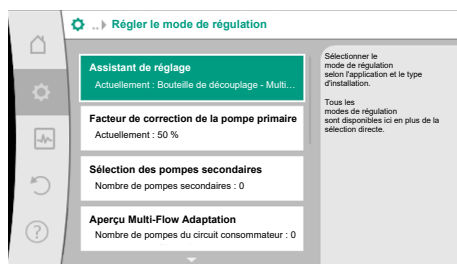 ..▸ Régler le mode de régulation
Assistant de réglage
Actuellement : Bouteille de découplage - Multi…
Facteur de correction de la pompe primaire
Actuellement : 50 %
Sélection des pompes secondaires
Nombre de pompes secondaires : 0
Aperçu Multi-Flow Adaptation
Nombre de pompes du circuit consommateur : 0
Sélectionner le
mode de régulation
selon l'application et le type
d'installation.
Tous les
modes de régulation
sont disponibles ici en plus de la
sélection directe.